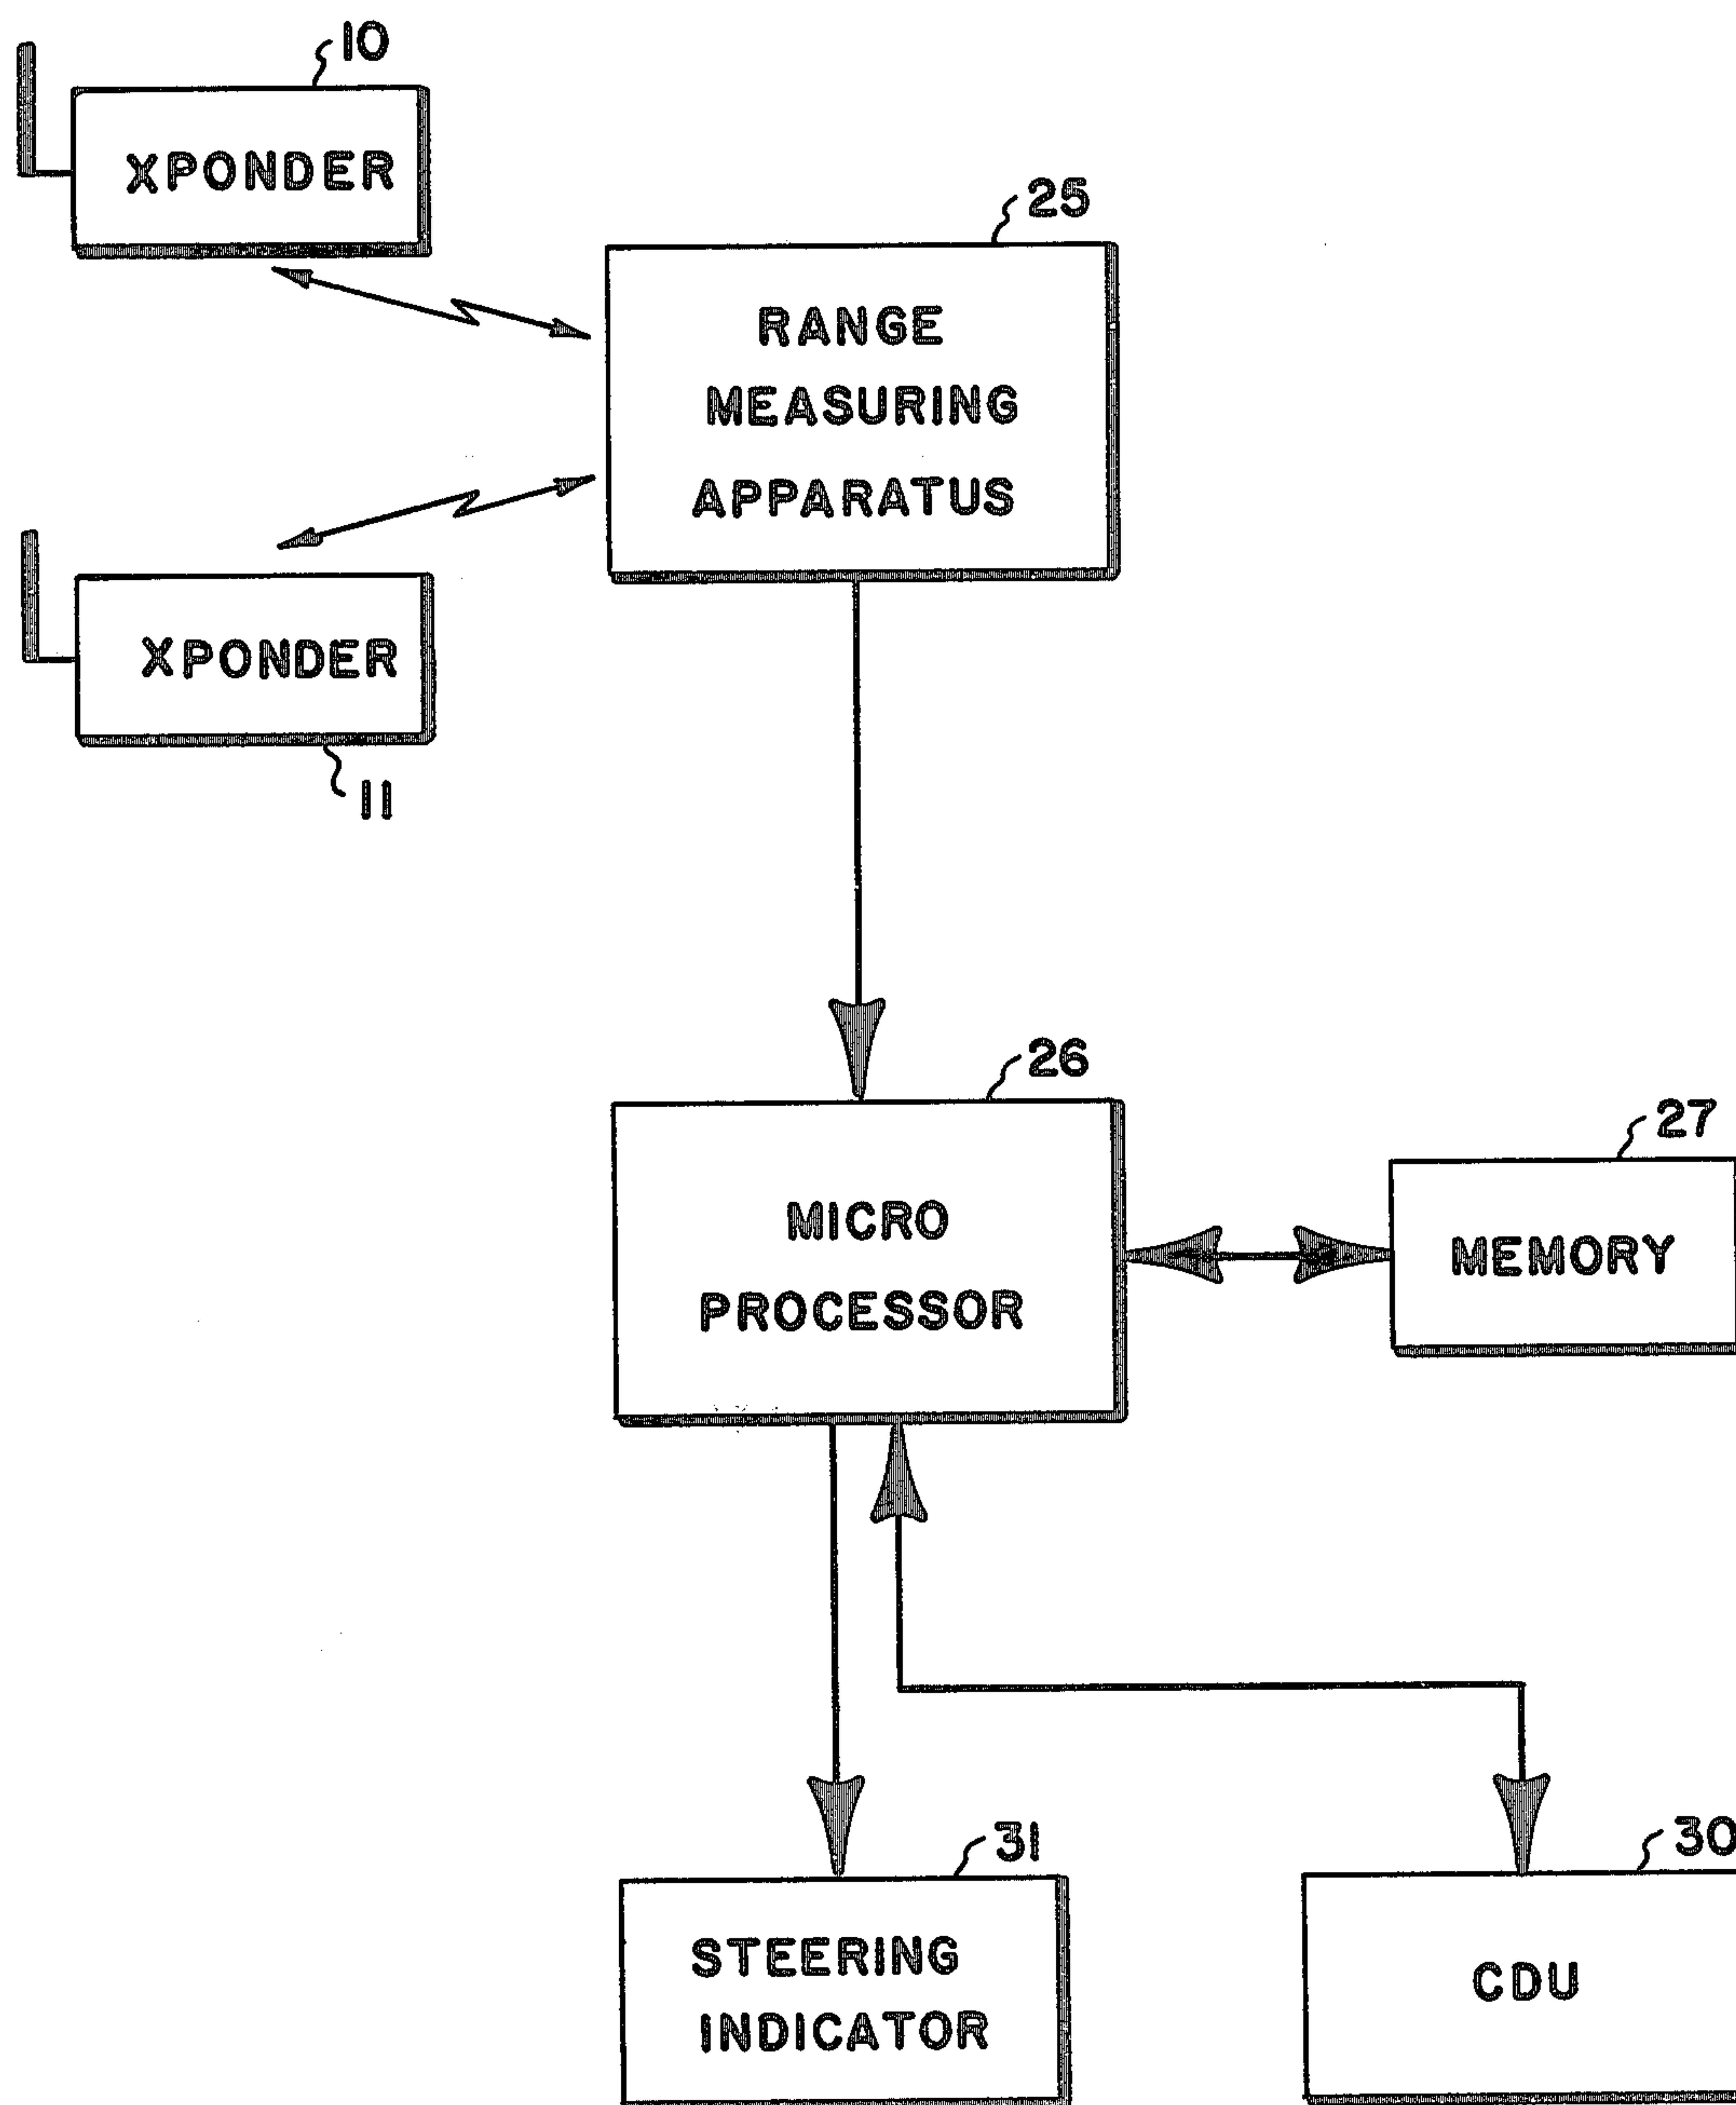 10
XPONDER
25
RANGE
MEASURING
APPARATUS
XPONDER
11
26
MICRO
PROCESSOR
27
MEMORY
31
STEERING
INDICATOR
30
CDU